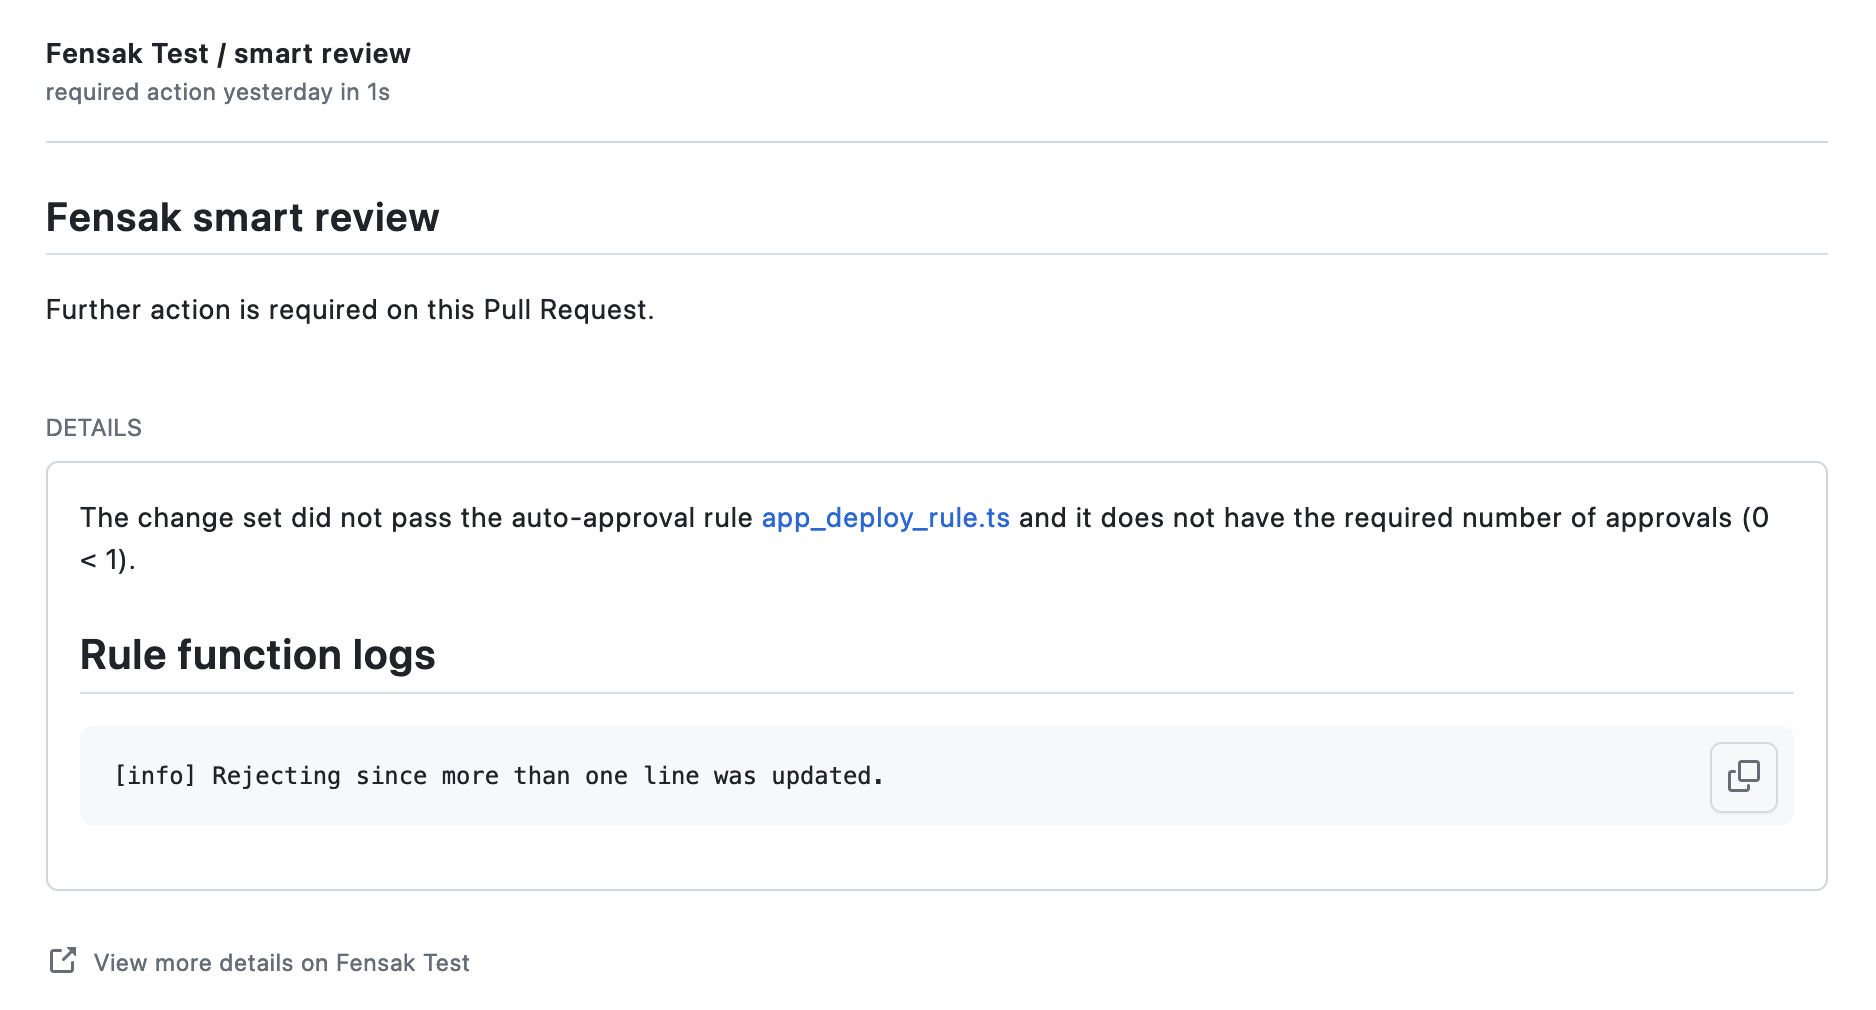 Fensak Test / smart review
required action yesterday in 1s
Fensak smart review
Further action is required on this Pull Request.
DETAILS
The change set did not pass the auto-approval rule app_deploy_rule.ts and it does not have the required number of approvals (0
< 1).
Rule function logs
[info] Rejecting since more than one line was updated.
View more details on Fensak Test